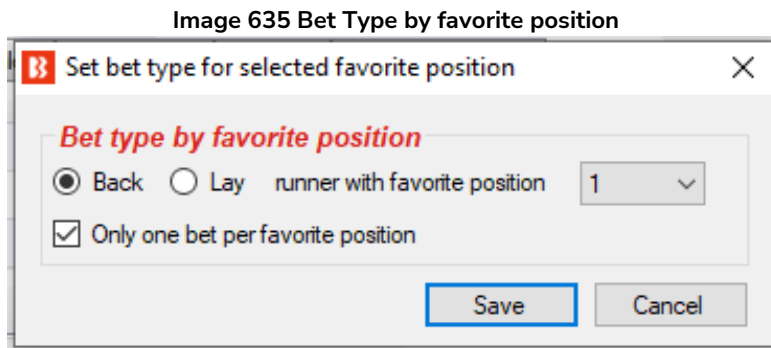 Image 635 Bet Type by favorite position
Set bet type for selected favorite position
Bet type by favorite position
Back Lay runner with favorite position 1
Only one bet per favorite position
Save Cancel